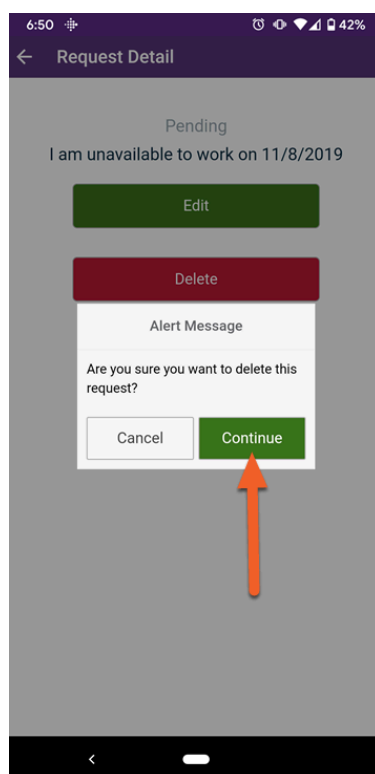 6:50 42%
Request Detail
Pending
I am unavailable to work on 11/8/2019
Edit
Delete
Alert Message
Are you sure you want to delete this
request?
Cancel Continue